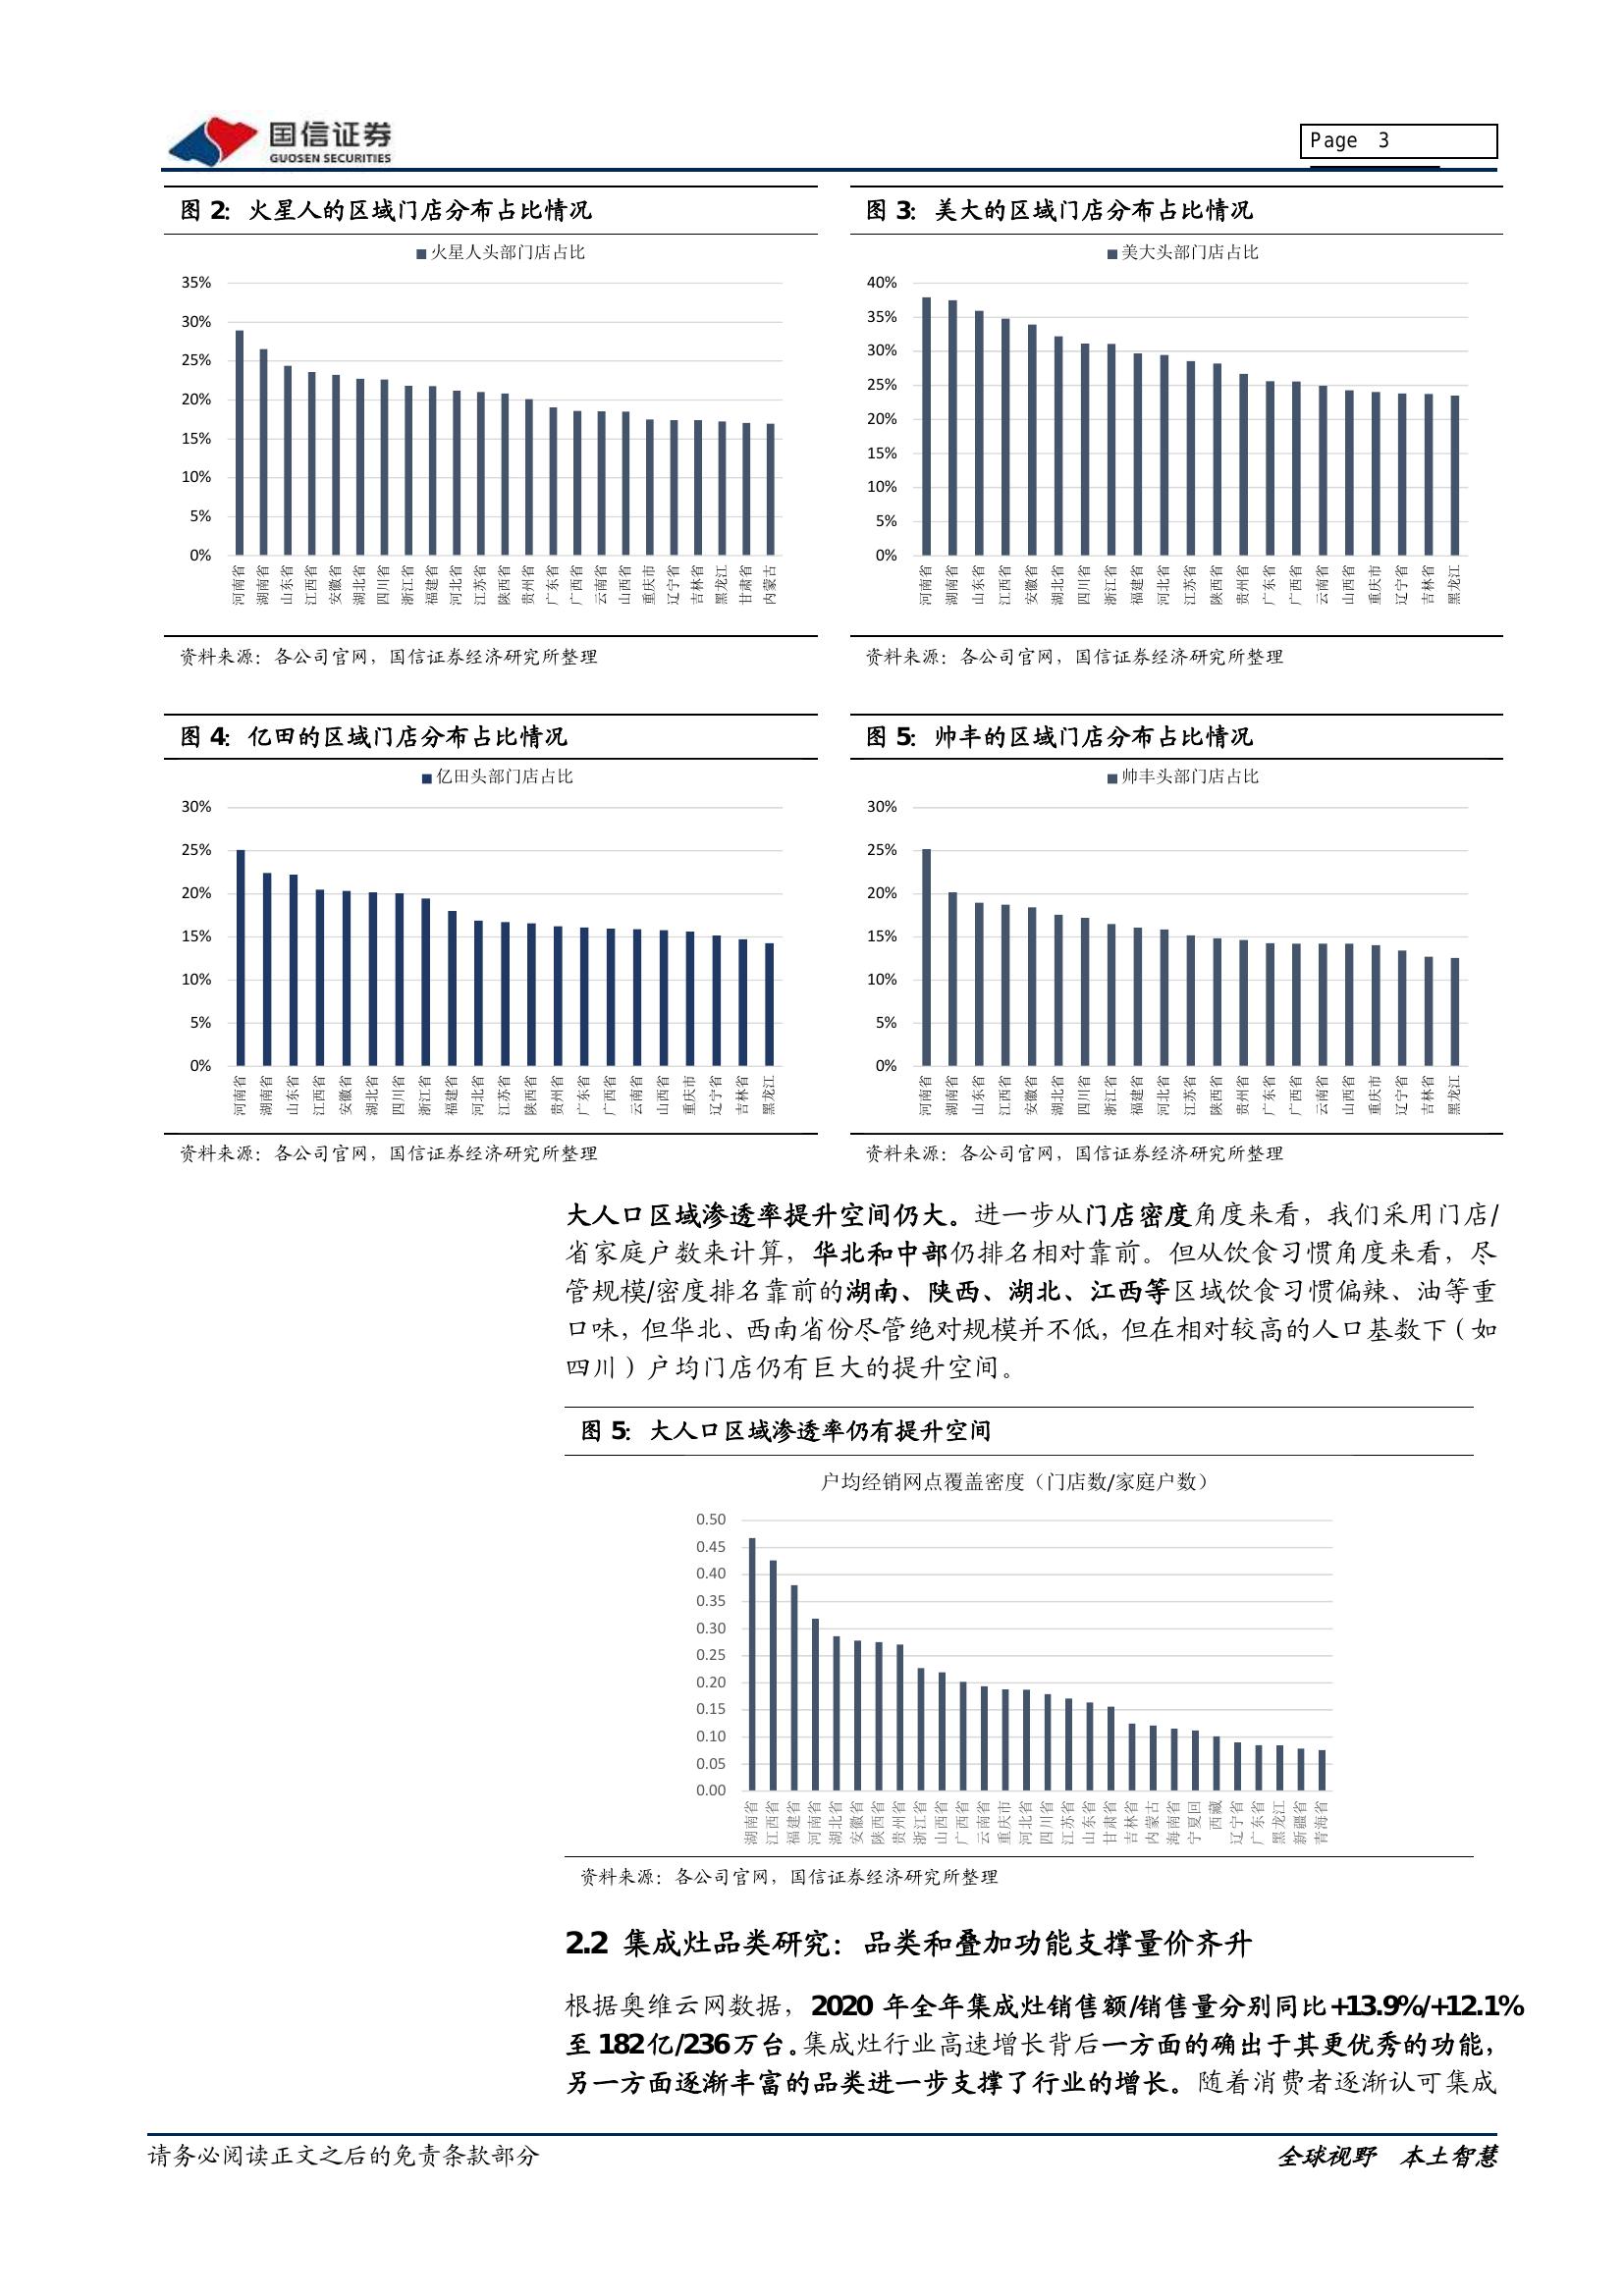 国信证券
GUOSEN SECURITIES
Page 3
图 2：火星人的区域门店分布占比情况
火星人头部门店占比
35%
30%
25%
20%
15%
10%
5%
0%
河南省 湖南省 山东省 江西省 安徽省 湖北省 四川省 浙江省 福建省 河北省 江苏省 陕西省 贵州省 广东省 广西省 云南省 山西省 重庆市 辽宁省 吉林省 黑龙江 甘肃省 内蒙古
资料来源：各公司官网，国信证券经济研究所整理
图 3：美大的区域门店分布占比情况
美大头部门店占比
40%
35%
30%
25%
20%
15%
10%
5%
0%
河南省 湖南省 山东省 江西省 安徽省 湖北省 四川省 浙江省 福建省 河北省 江苏省 陕西省 贵州省 广东省 广西省 云南省 山西省 重庆市 辽宁省 吉林省 黑龙江
资料来源：各公司官网，国信证券经济研究所整理
图 4：亿田的区域门店分布占比情况
亿田头部门店占比
30%
25%
20%
15%
10%
5%
0%
河南省 湖南省 山东省 江西省 安徽省 湖北省 四川省 浙江省 福建省 河北省 江苏省 陕西省 贵州省 广东省 广西省 云南省 山西省 重庆市 辽宁省 吉林省 黑龙江
资料来源：各公司官网，国信证券经济研究所整理
图 5：帅丰的区域门店分布占比情况
帅丰头部门店占比
30%
25%
20%
15%
10%
5%
0%
河南省 湖南省 山东省 江西省 安徽省 湖北省 四川省 浙江省 福建省 河北省 江苏省 陕西省 贵州省 广东省 广西省 云南省 山西省 重庆市 辽宁省 吉林省 黑龙江
资料来源：各公司官网，国信证券经济研究所整理
大人口区域渗透率提升空间仍大。进一步从门店密度角度来看，我们采用门店/
省家庭户数来计算，华北和中部仍排名相对靠前。但从饮食习惯角度来看，尽
管规模/密度排名靠前的湖南、陕西、湖北、江西等区域饮食习惯偏辣、油等重
口味，但华北、西南省份尽管绝对规模并不低，但在相对较高的人口基数下（如
四川）户均门店仍有巨大的提升空间。
图 5：大人口区域渗透率仍有提升空间
户均经销网点覆盖密度（门店数/家庭户数）
0.50
0.45
0.40
0.35
0.30
0.25
0.20
0.15
0.10
0.05
0.00
湖南省 江西省 福建省 河南省 湖北省 安徽省 陕西省 贵州省 浙江省 山西省 广西省 云南省 重庆市 河北省 四川省 江苏省 山东省 甘肃省 吉林省 内蒙古 海南省 宁夏回 西藏 辽宁省 广东省 黑龙江 新疆省 青海省
资料来源：各公司官网，国信证券经济研究所整理
2.2 集成灶品类研究：品类和叠加功能支撑量价齐升
根据奥维云网数据，2020 年全年集成灶销售额/销售量分别同比+13.9%/+12.1%
至 182亿/236万台。集成灶行业高速增长背后一方面的确出于其更优秀的功能，
另一方面逐渐丰富的品类进一步支撑了行业的增长。随着消费者逐渐认可集成
请务必阅读正文之后的免责条款部分
全球视野 本土智慧